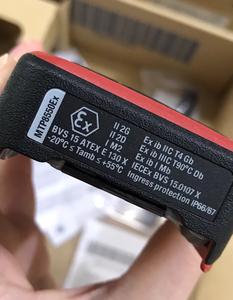 MTP8550Ex
Ex
II 2G
II 2D
I M2
Ex ib IIC T4 Gb
Ex ib IIIC T90°C Db
Ex ib I Mb
BVS 15 ATEX E 130 X
IECEx BVS 15.0107 X
-20°C ≤ Tamb ≤ +55°C
Ingress protection IP66/67